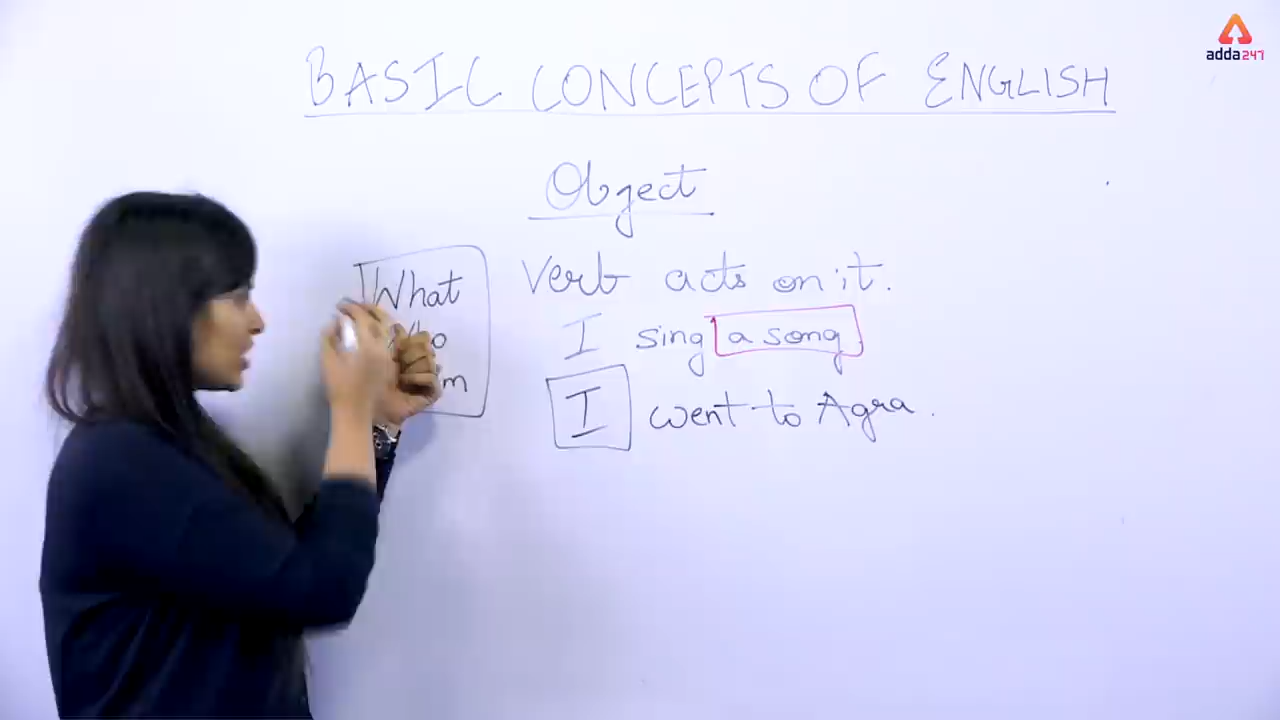 adda247
BASIC CONCEPTS OF ENGLISH
Object
What
Verb acts on it.
I sing a song
I went to Agra.